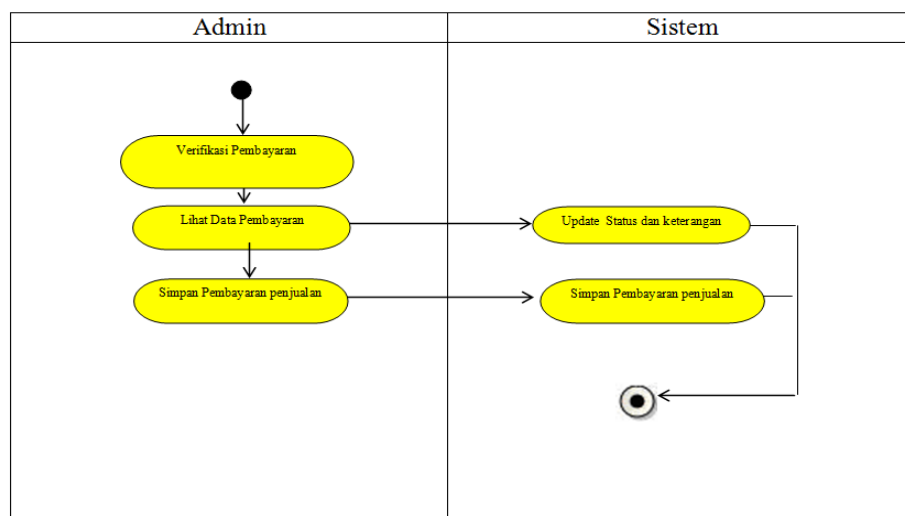 Admin
Sistem
Verifikasi Pembayaran
Lihat Data Pembayaran
Update Status dan keterangan
Simpan Pembayaran penjualan
Simpan Pembayaran penjualan